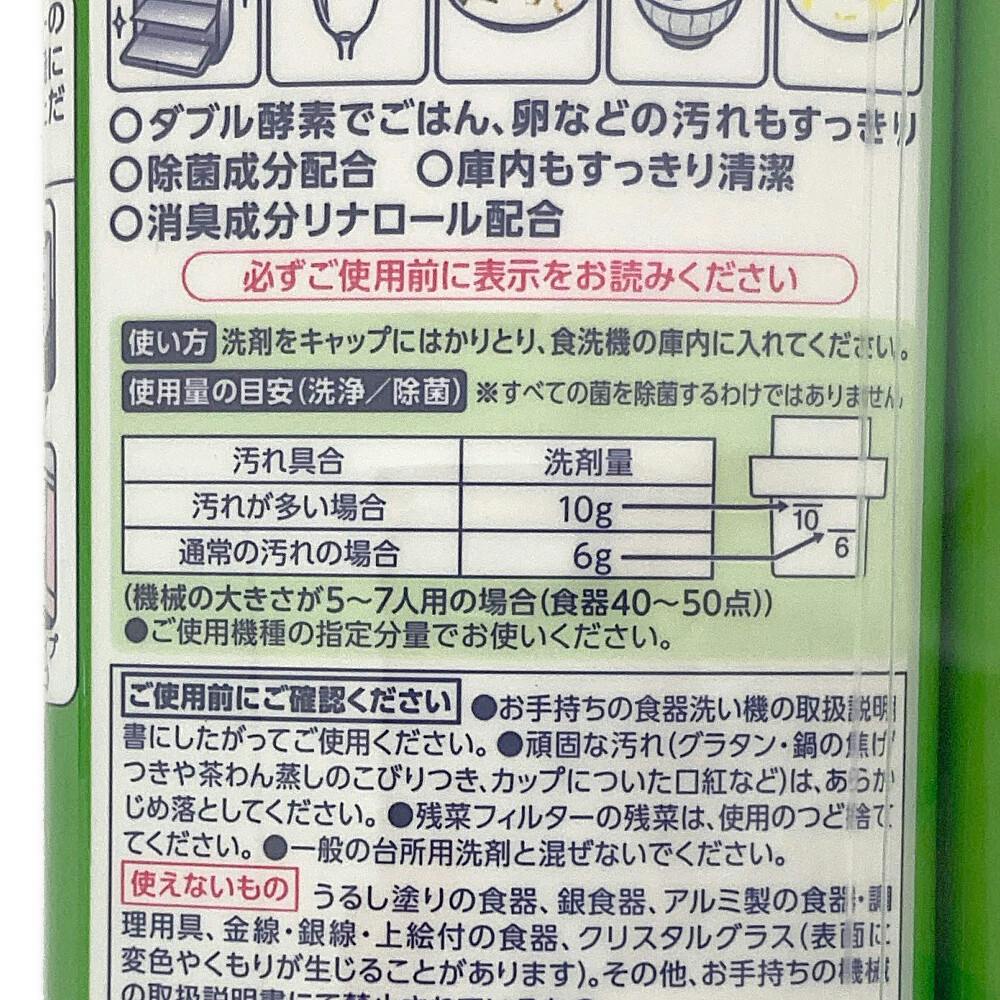 の
に
だ
○ダブル酵素でごはん、卵などの汚れもすっきり
○除菌成分配合 ○庫内もすっきり清潔
○消臭成分リナロール配合
必ずご使用前に表示をお読みください
使い方 洗剤をキャップにはかりとり、食洗機の庫内に入れてください。
使用量の目安(洗浄/除菌) ※すべての菌を除菌するわけではありません
汚れ具合 洗剤量
汚れが多い場合 10g
通常の汚れの場合 6g
10
6
(機械の大きさが5〜7人用の場合(食器40〜50点))
●ご使用機種の指定分量でお使いください。
ご使用前にご確認ください ●お手持ちの食器洗い機の取扱説明
書にしたがってご使用ください。●頑固な汚れ(グラタン・鍋の焦げ
つきや茶わん蒸しのこびりつき、カップについた口紅など)は、あらか
じめ落としてください。●残菜フィルターの残菜は、使用のつど捨て
てください。●一般の台所用洗剤と混ぜないでください。
使えないもの うるし塗りの食器、銀食器、アルミ製の食器・調
理用具、金線・銀線・上絵付の食器、クリスタルグラス(表面に
変色やくもりが生じることがあります)。その他、お手持ちの機械
の取扱説明書にて禁止されているもの